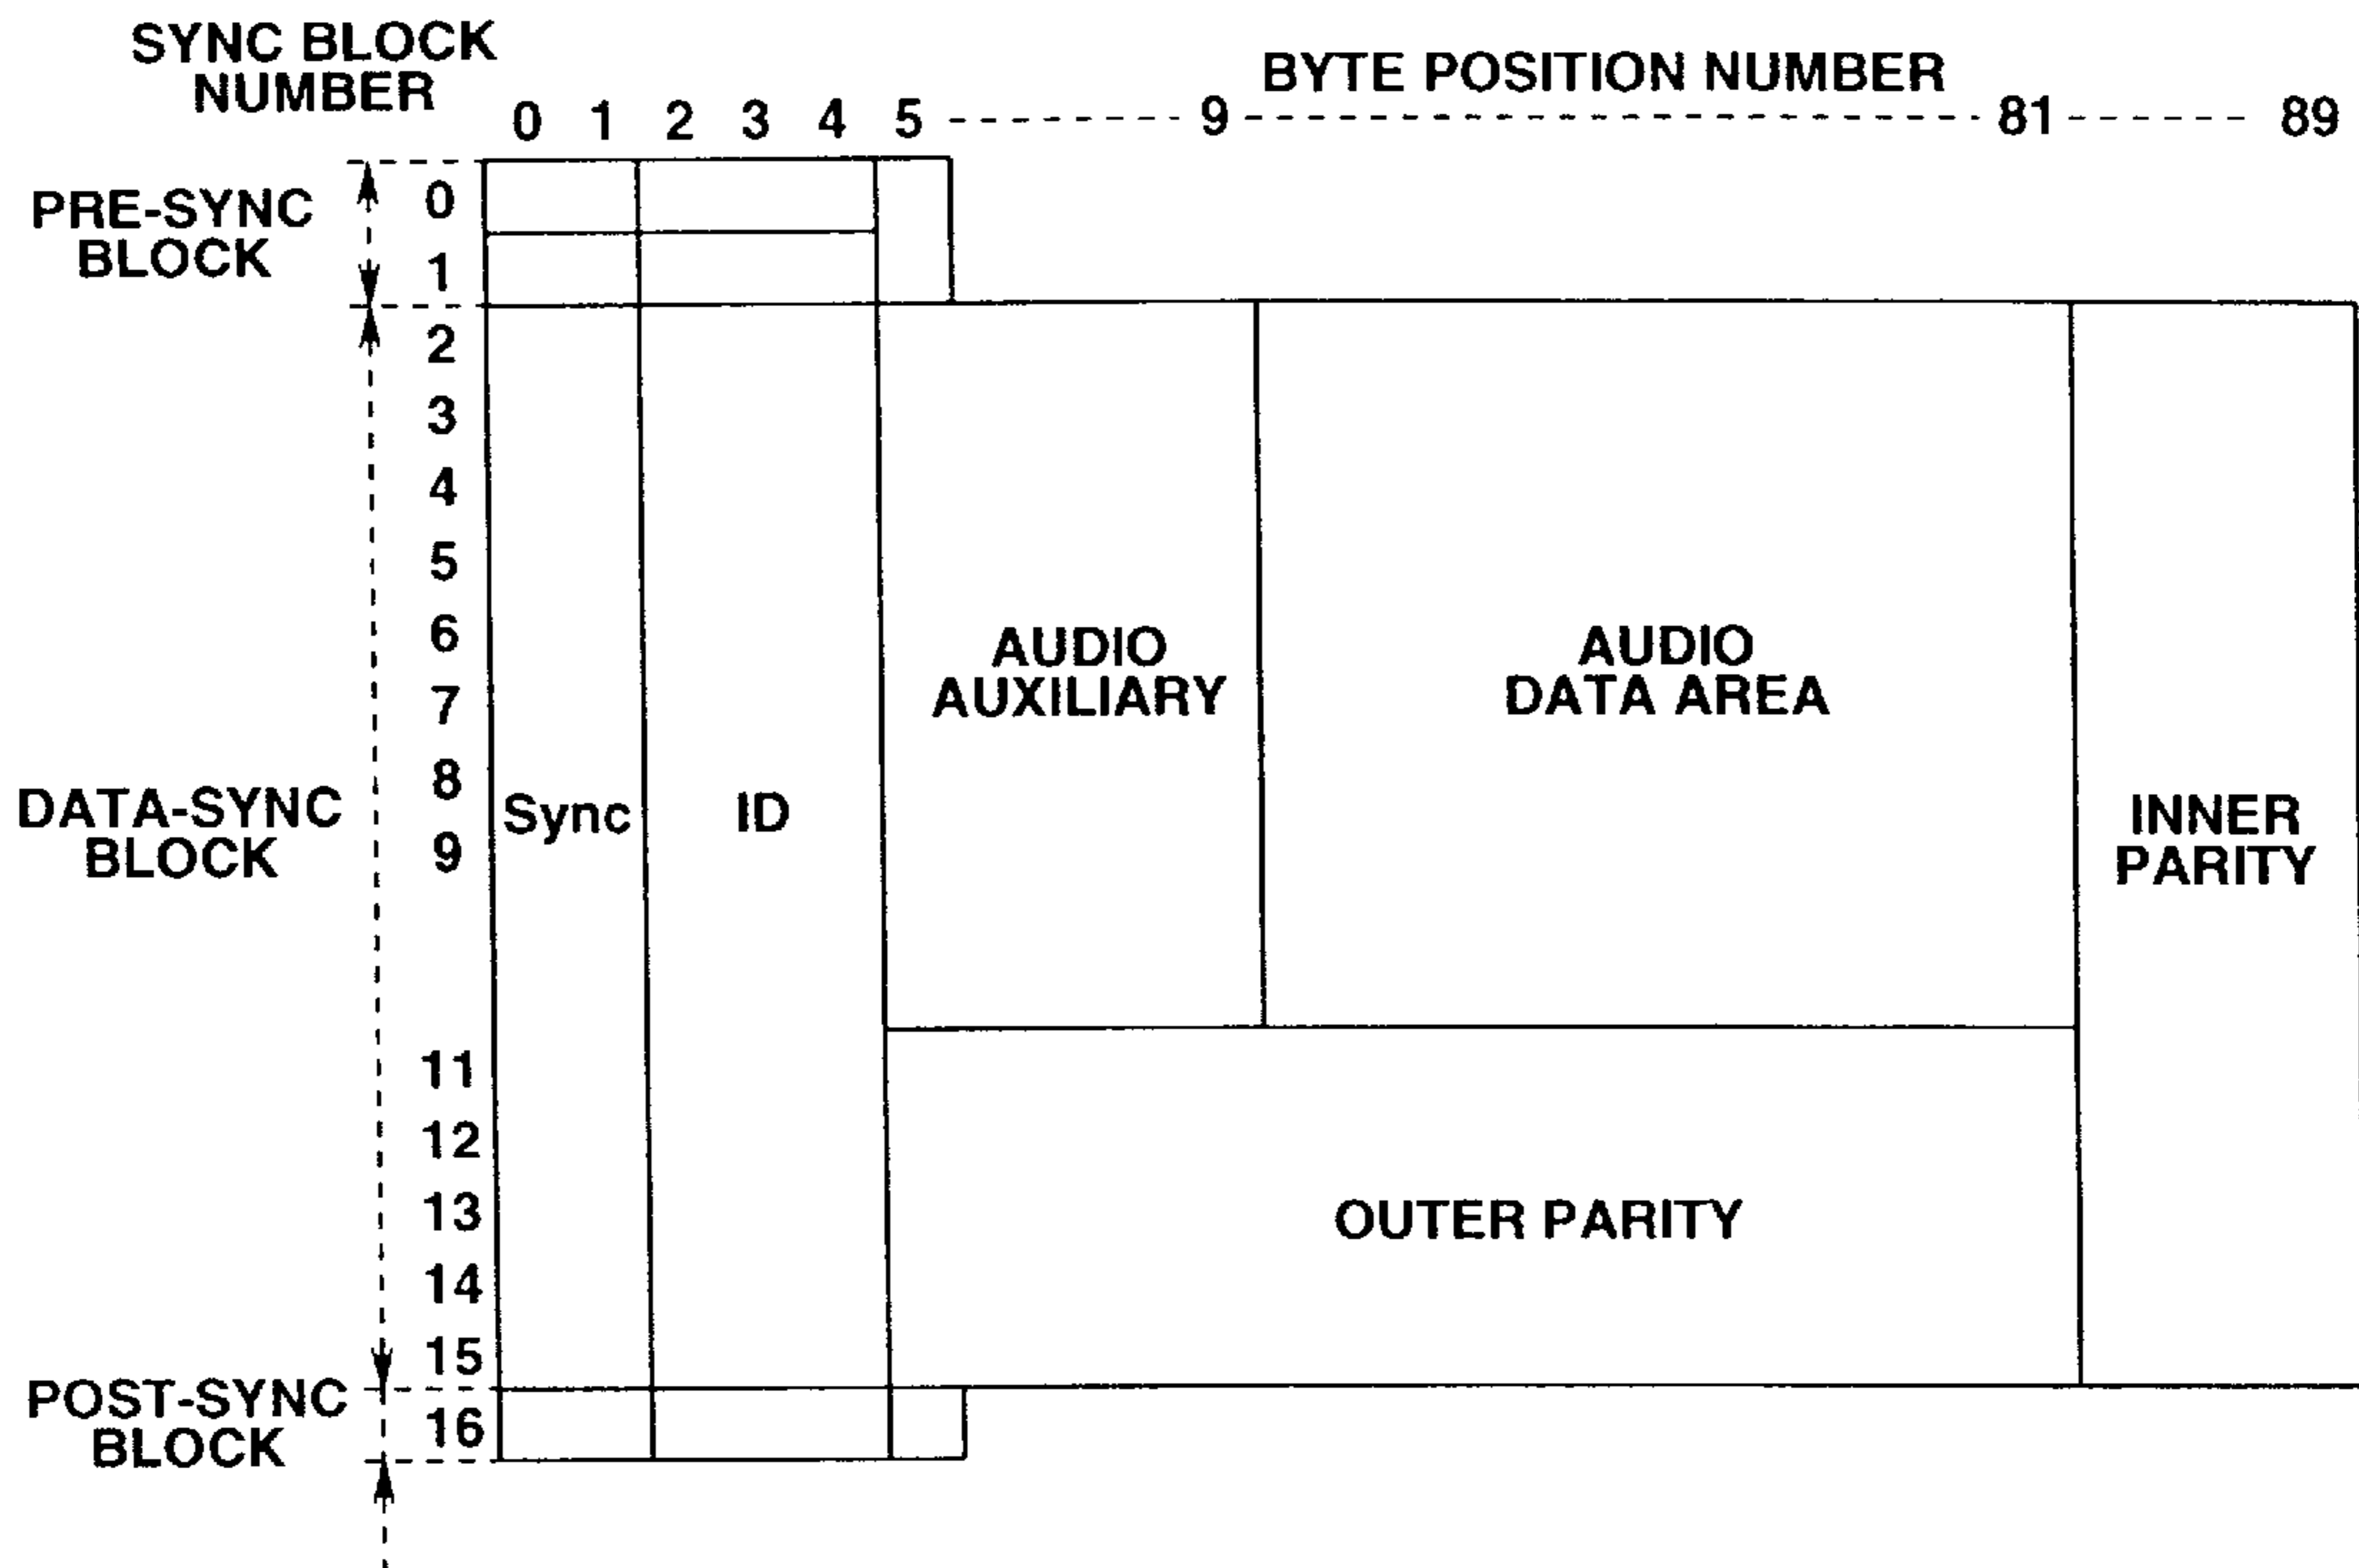 SYNC BLOCK
NUMBER
BYTE POSITION NUMBER
0 1 2 3 4 5 9 81 89
PRE-SYNC
BLOCK
0
1
2
3
4
5
6
7
8
9
11
12
13
14
15
16
DATA-SYNC
BLOCK
Sync
ID
AUDIO
AUXILIARY
AUDIO
DATA AREA
INNER
PARITY
OUTER PARITY
POST-SYNC
BLOCK